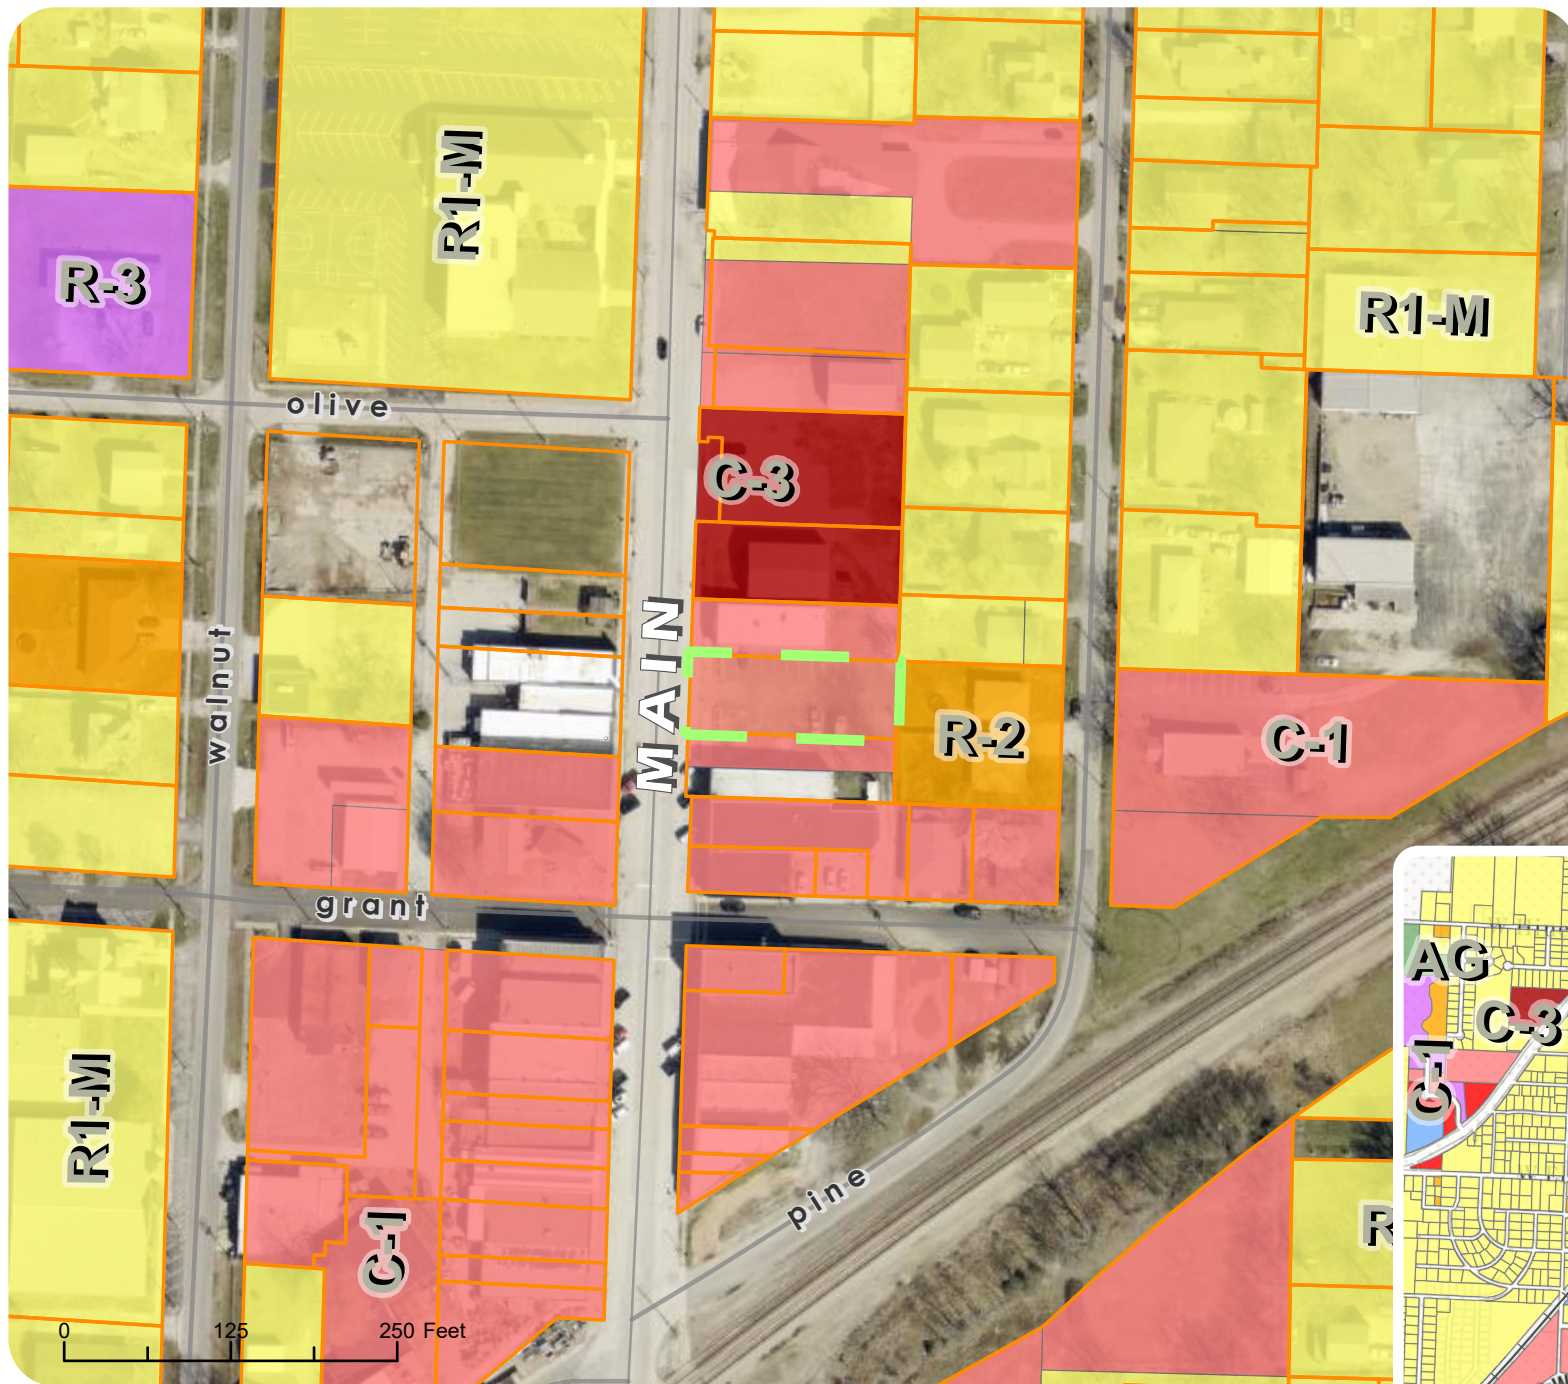 R1-M
R-3
R1-M
olive
C-3
walnut
MAIN
R-2
C-1
grant
AG
C-3
C-1
R1-M
pine
R
C-1
0 125 250 Feet